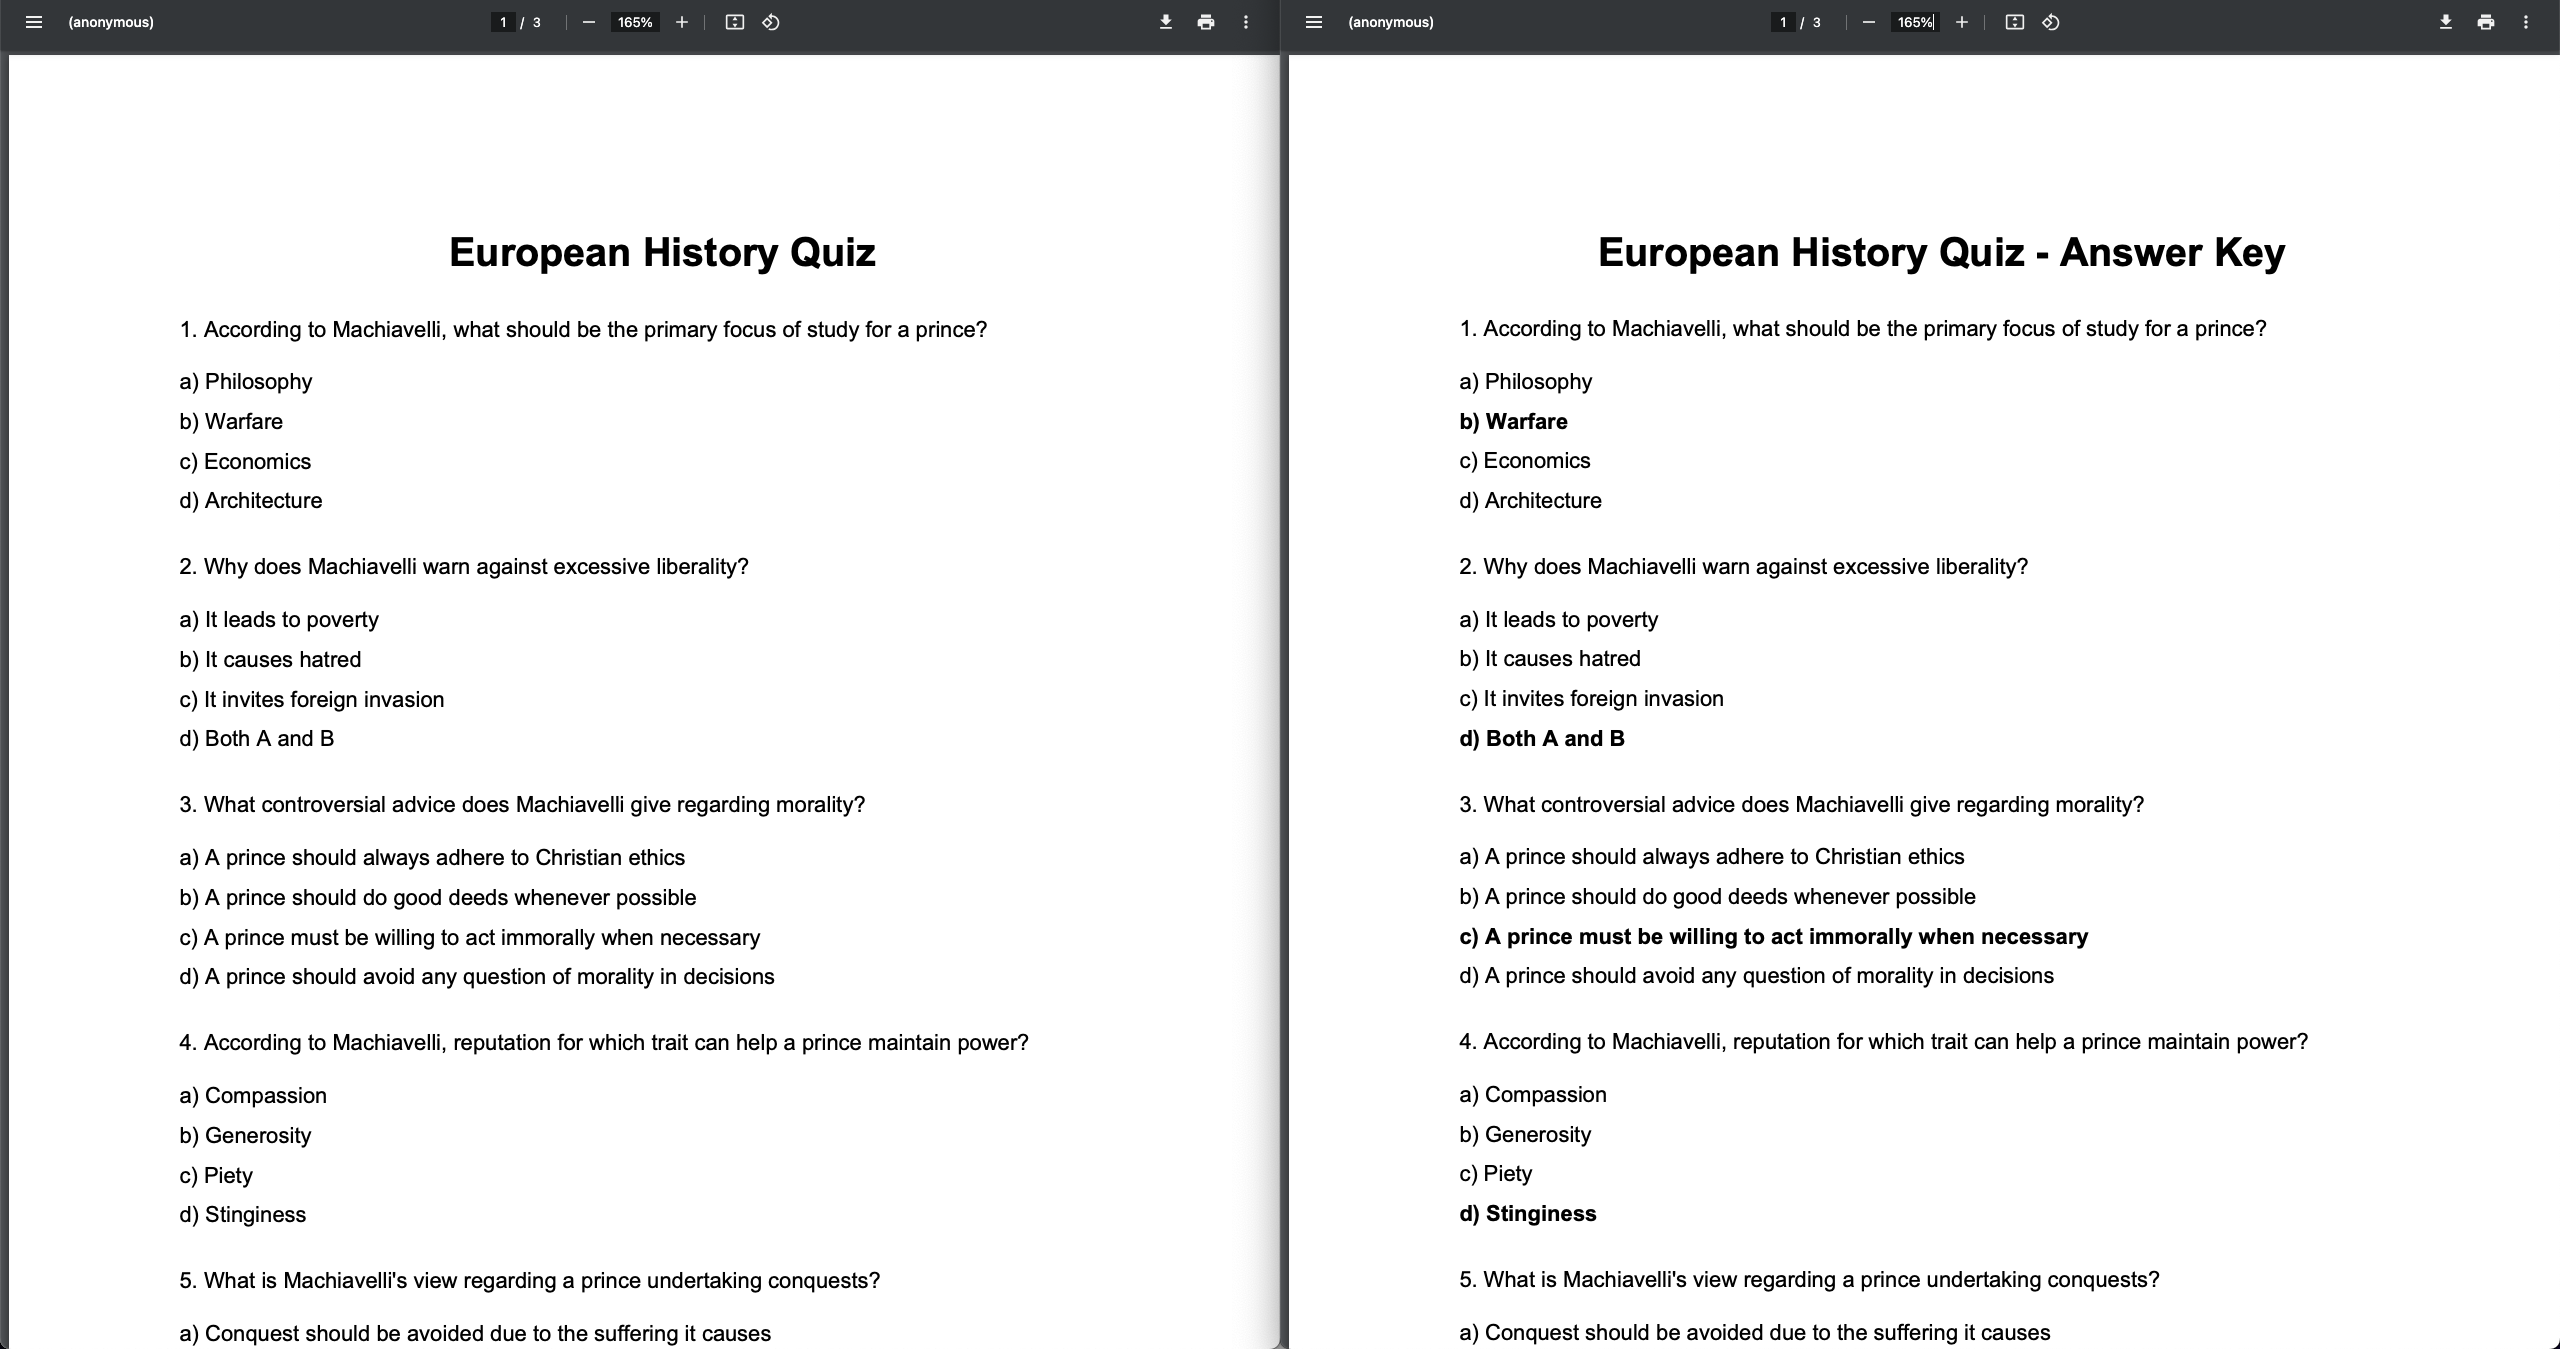 (anonymous)
1 / 3
165%
European History Quiz
1. According to Machiavelli, what should be the primary focus of study for a prince?
a) Philosophy
b) Warfare
c) Economics
d) Architecture
2. Why does Machiavelli warn against excessive liberality?
a) It leads to poverty
b) It causes hatred
c) It invites foreign invasion
d) Both A and B
3. What controversial advice does Machiavelli give regarding morality?
a) A prince should always adhere to Christian ethics
b) A prince should do good deeds whenever possible
c) A prince must be willing to act immorally when necessary
d) A prince should avoid any question of morality in decisions
4. According to Machiavelli, reputation for which trait can help a prince maintain power?
a) Compassion
b) Generosity
c) Piety
d) Stinginess
5. What is Machiavelli's view regarding a prince undertaking conquests?
a) Conquest should be avoided due to the suffering it causes
(anonymous)
1 / 3
165%
European History Quiz - Answer Key
1. According to Machiavelli, what should be the primary focus of study for a prince?
a) Philosophy
b) Warfare
c) Economics
d) Architecture
2. Why does Machiavelli warn against excessive liberality?
a) It leads to poverty
b) It causes hatred
c) It invites foreign invasion
d) Both A and B
3. What controversial advice does Machiavelli give regarding morality?
a) A prince should always adhere to Christian ethics
b) A prince should do good deeds whenever possible
c) A prince must be willing to act immorally when necessary
d) A prince should avoid any question of morality in decisions
4. According to Machiavelli, reputation for which trait can help a prince maintain power?
a) Compassion
b) Generosity
c) Piety
d) Stinginess
5. What is Machiavelli's view regarding a prince undertaking conquests?
a) Conquest should be avoided due to the suffering it causes